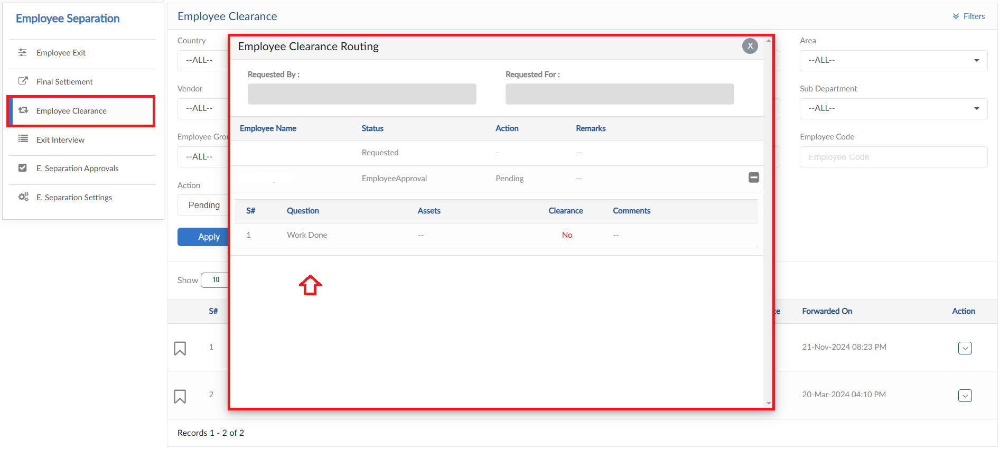 Employee Separation
Employee Exit
Final Settlement
Employee Clearance
Exit Interview
E. Separation Approvals
E. Separation Settings
Employee Clearance
Filters
Country
--ALL--
Area
--ALL--
Vendor
--ALL--
Sub Department
--ALL--
Employee Grou
--ALL--
Employee Code
Employee Code
Action
Pending
Apply
Employee Clearance Routing
X
Requested By :
Requested For :
Employee Name Status Action Remarks
Requested - --
EmployeeApproval Pending --
S# Question Assets Clearance Comments
1 Work Done -- No --
Show 10
S# ce Forwarded On Action
1 21-Nov-2024 08:23 PM
2 20-Mar-2024 04:10 PM
Records 1 - 2 of 2